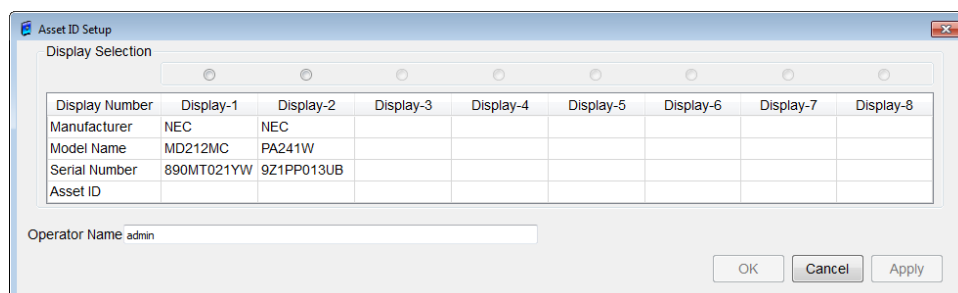 Asset ID Setup
Display Selection
Display Number Display-1 Display-2 Display-3 Display-4 Display-5 Display-6 Display-7 Display-8
Manufacturer NEC NEC
Model Name MD212MC PA241W
Serial Number 890MT021YW 9Z1PP013UB
Asset ID
Operator Name admin
OK Cancel Apply